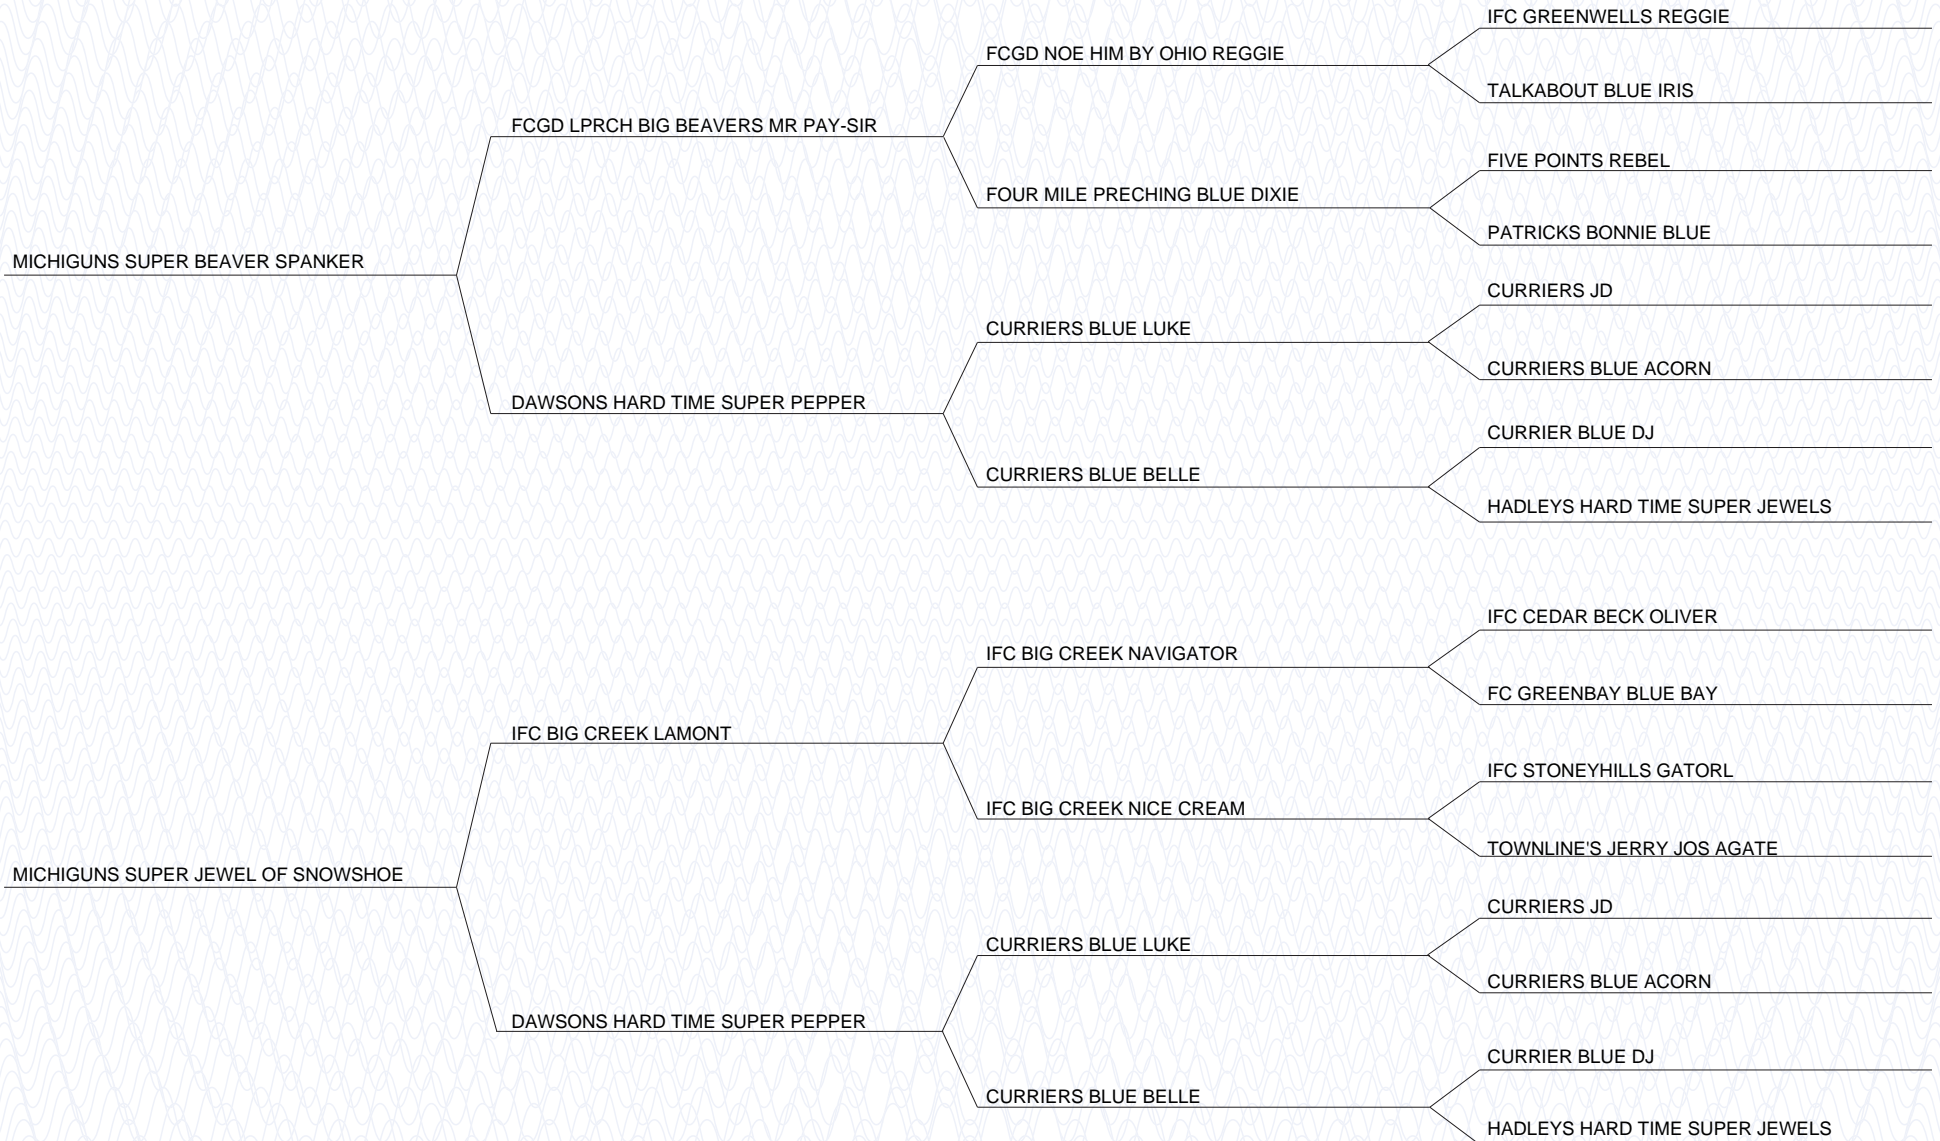 IFC GREENWELLS REGGIE
FCGD NOE HIM BY OHIO REGGIE
TALKABOUT BLUE IRIS
FCGD LPRCH BIG BEAVERS MR PAY-SIR
FIVE POINTS REBEL
FOUR MILE PRECHING BLUE DIXIE
PATRICKS BONNIE BLUE
MICHIGUNS SUPER BEAVER SPANKER
CURRIERS JD
CURRIERS BLUE LUKE
CURRIERS BLUE ACORN
DAWSONS HARD TIME SUPER PEPPER
CURRIER BLUE DJ
CURRIERS BLUE BELLE
HADLEYS HARD TIME SUPER JEWELS
IFC CEDAR BECK OLIVER
IFC BIG CREEK NAVIGATOR
FC GREENBAY BLUE BAY
IFC BIG CREEK LAMONT
IFC STONEYHILLS GATORL
IFC BIG CREEK NICE CREAM
TOWNLINE'S JERRY JOS AGATE
MICHIGUNS SUPER JEWEL OF SNOWSHOE
CURRIERS JD
CURRIERS BLUE LUKE
CURRIERS BLUE ACORN
DAWSONS HARD TIME SUPER PEPPER
CURRIER BLUE DJ
CURRIERS BLUE BELLE
HADLEYS HARD TIME SUPER JEWELS